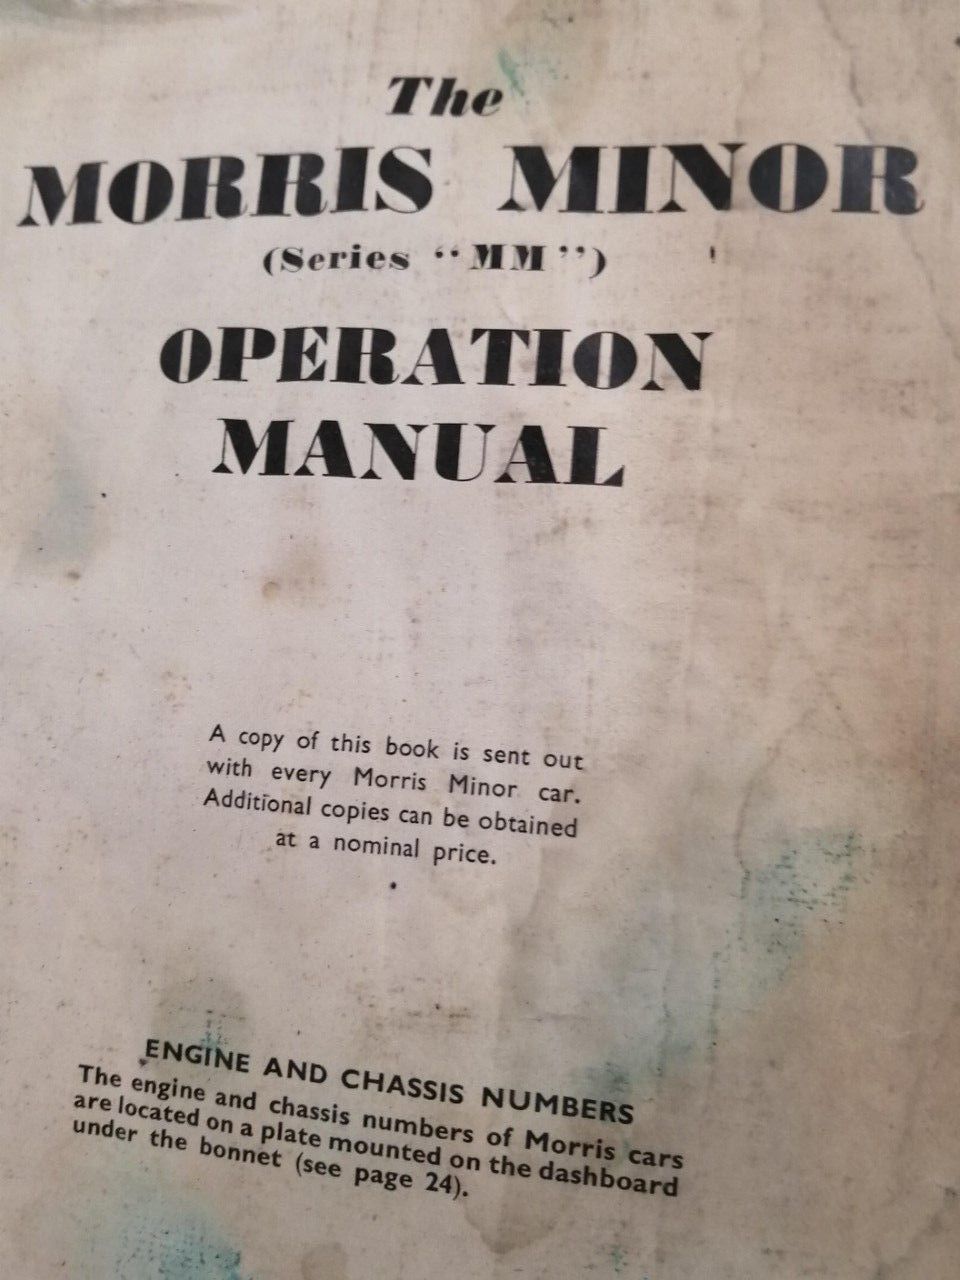 The
MORRIS MINOR
(Series "MM")
OPERATION
MANUAL
A copy of this book is sent out
with every Morris Minor car.
Additional copies can be obtained
at a nominal price.
ENGINE AND CHASSIS NUMBERS
The engine and chassis numbers of Morris cars
are located on a plate mounted on the dashboard
under the bonnet (see page 24).